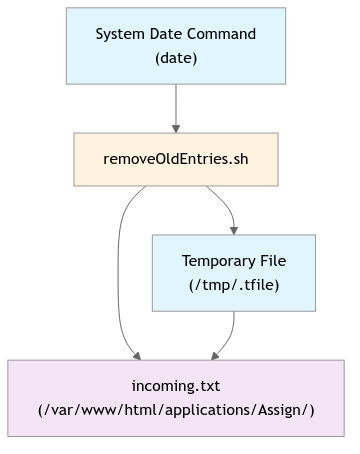 System Date Command
(date)
removeOldEntries.sh
Temporary File
(/tmp/.tfile)
incoming.txt
(/var/www/html/applications/Assign/)